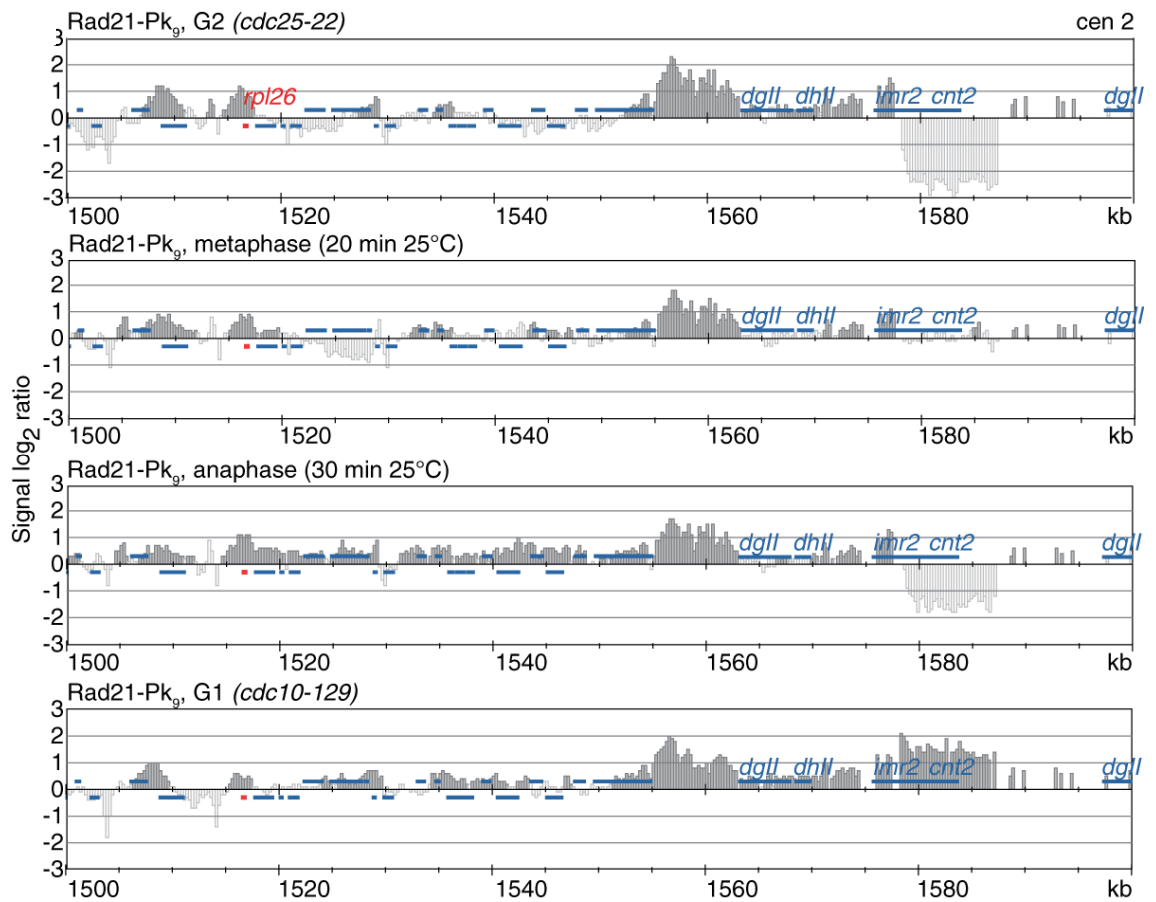 Rad21-Pk9, G2 (cdc25-22) cen 2
3
2
1
0
-1
-2
-3
rpl26
dgII dhII imr2 cnt2 dgII
1500 1520 1540 1560 1580 kb
Rad21-Pk9, metaphase (20 min 25°C)
3
2
1
0
-1
-2
-3
dgII dhII imr2 cnt2 dgII
1500 1520 1540 1560 1580 kb
Signal log2 ratio
Rad21-Pk9, anaphase (30 min 25°C)
3
2
1
0
-1
-2
-3
dgII dhII imr2 cnt2 dgII
1500 1520 1540 1560 1580 kb
Rad21-Pk9, G1 (cdc10-129)
3
2
1
0
-1
-2
-3
dgII dhII imr2 cnt2 dgII
1500 1520 1540 1560 1580 kb